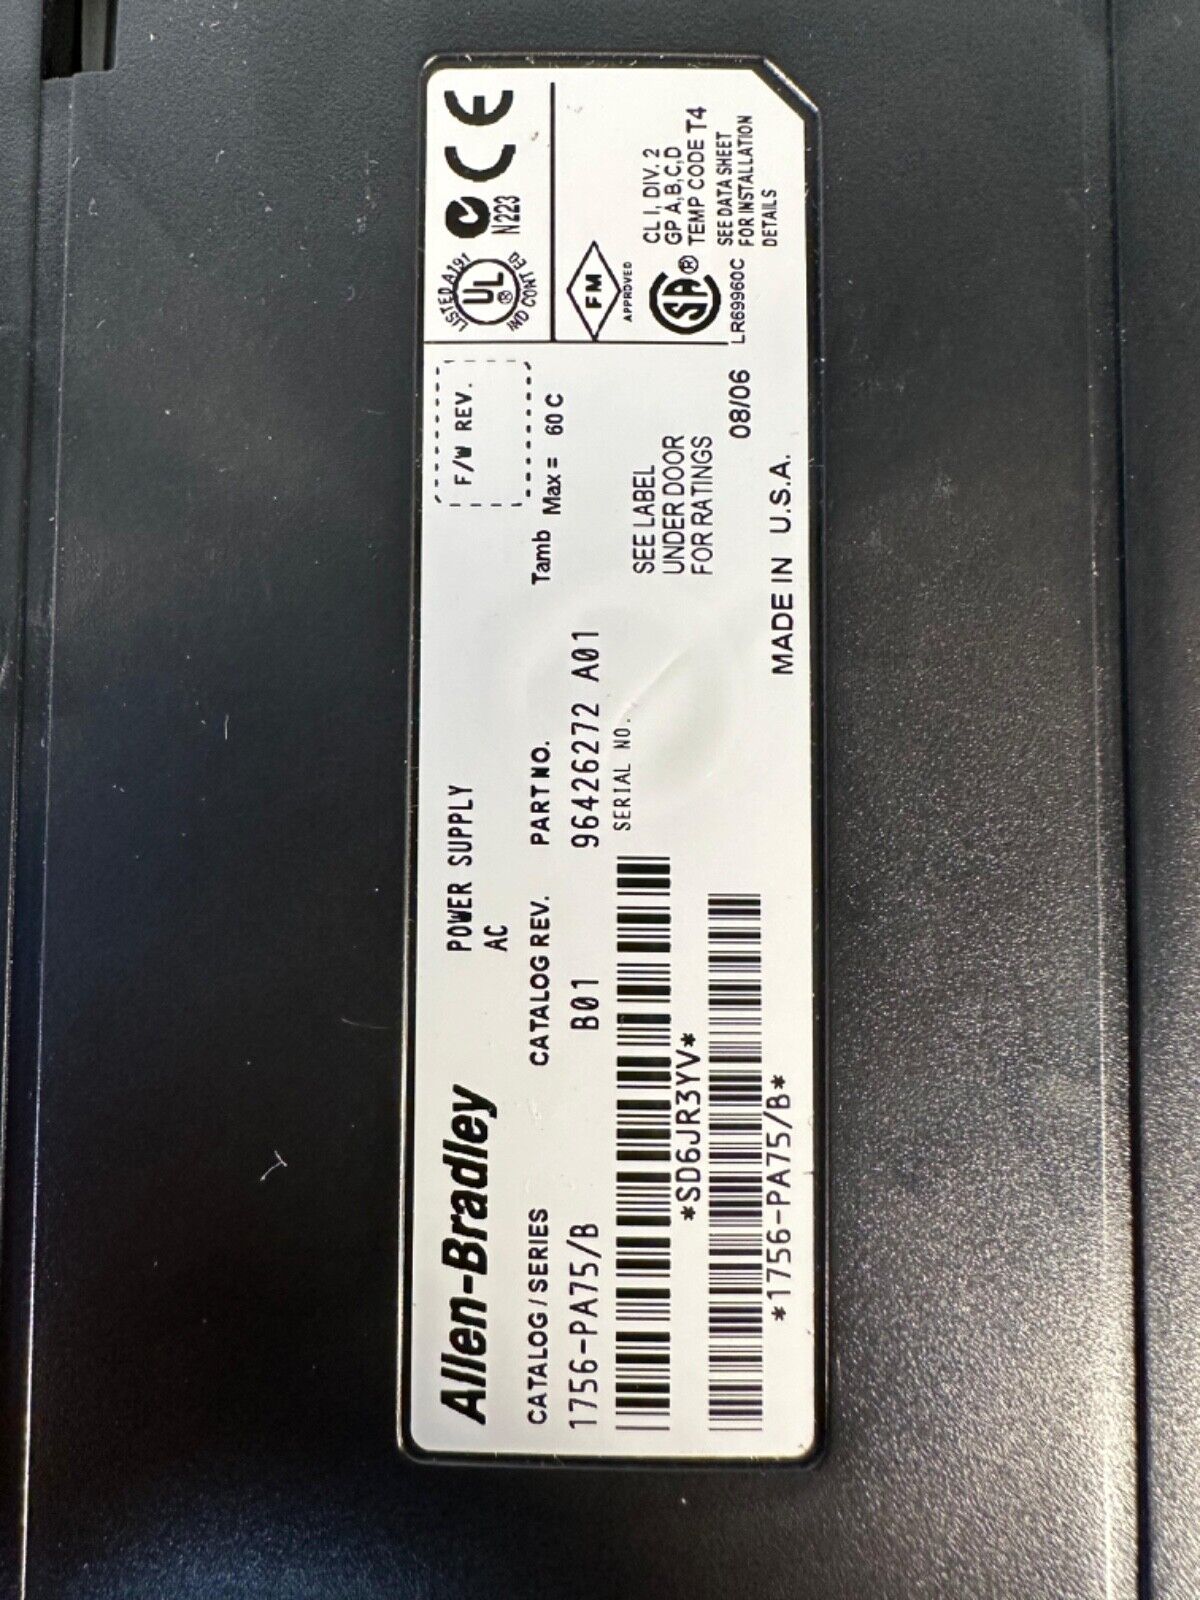 Allen-Bradley
POWER SUPPLY
AC
F/W REV.
CATALOG/SERIES
CATALOG REV.
PART NO.
Tamb
Max = 60 C
1756-PA75/B
B01
96426272 A01
SERIAL NO.
*SD6JR3YV*
*1756-PA75/B*
SEE LABEL
UNDER DOOR
FOR RATINGS
08/06
MADE IN U.S.A.
LISTED A191
UL
®
IND CONT EQ
N223
CE
FM
APPROVED
SA®
LR69960C
CL I, DIV. 2
GP A,B,C,D
TEMP CODE T4
SEE DATA SHEET
FOR INSTALLATION
DETAILS